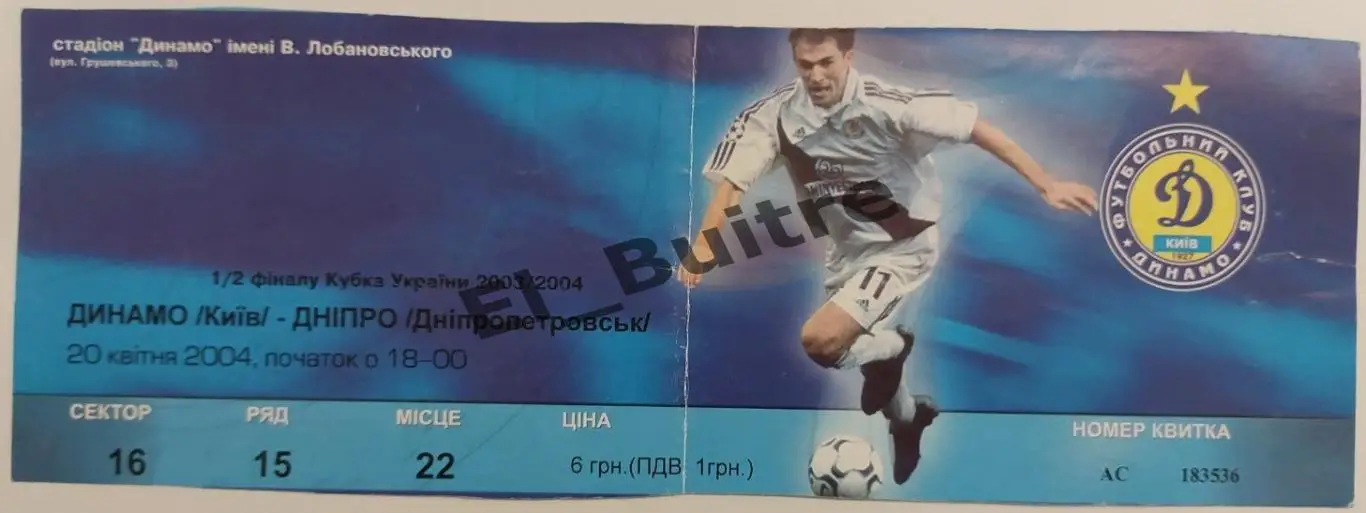 стадіон "Динамо" імені В. Лобановського
(вул. Грушевського, 3)
1/2 фіналу Кубка України 2003/2004
ДИНАМО /Київ/ - ДНІПРО /Дніпропетровськ/
20 квітня 2004, початок о 18-00
СЕКТОР РЯД МІСЦЕ ЦІНА
16 15 22 6 грн.(ПДВ 1грн.)
НОМЕР КВИТКА
АС 183536
ФУТБОЛЬНИЙ КЛУБ
Д
КИЇВ
1927
ДИНАМО
11
El_Buitre